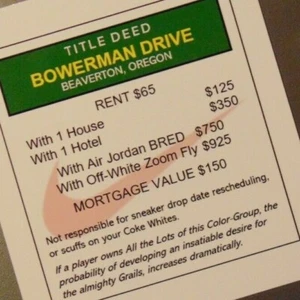 TITLE DEED
BOWERMAN DRIVE
BEAVERTON, OREGON
RENT $65
With 1 House $125
With 1 Hotel $350
With Air Jordan BRED $750
With Off-White Zoom Fly $925
MORTGAGE VALUE $150
Not responsible for sneaker drop date rescheduling,
or scuffs on your Coke Whites.
If a player owns All the Lots of this Color-Group, the
probability of developing an insatiable desire for
the almighty Grails, increases dramatically.